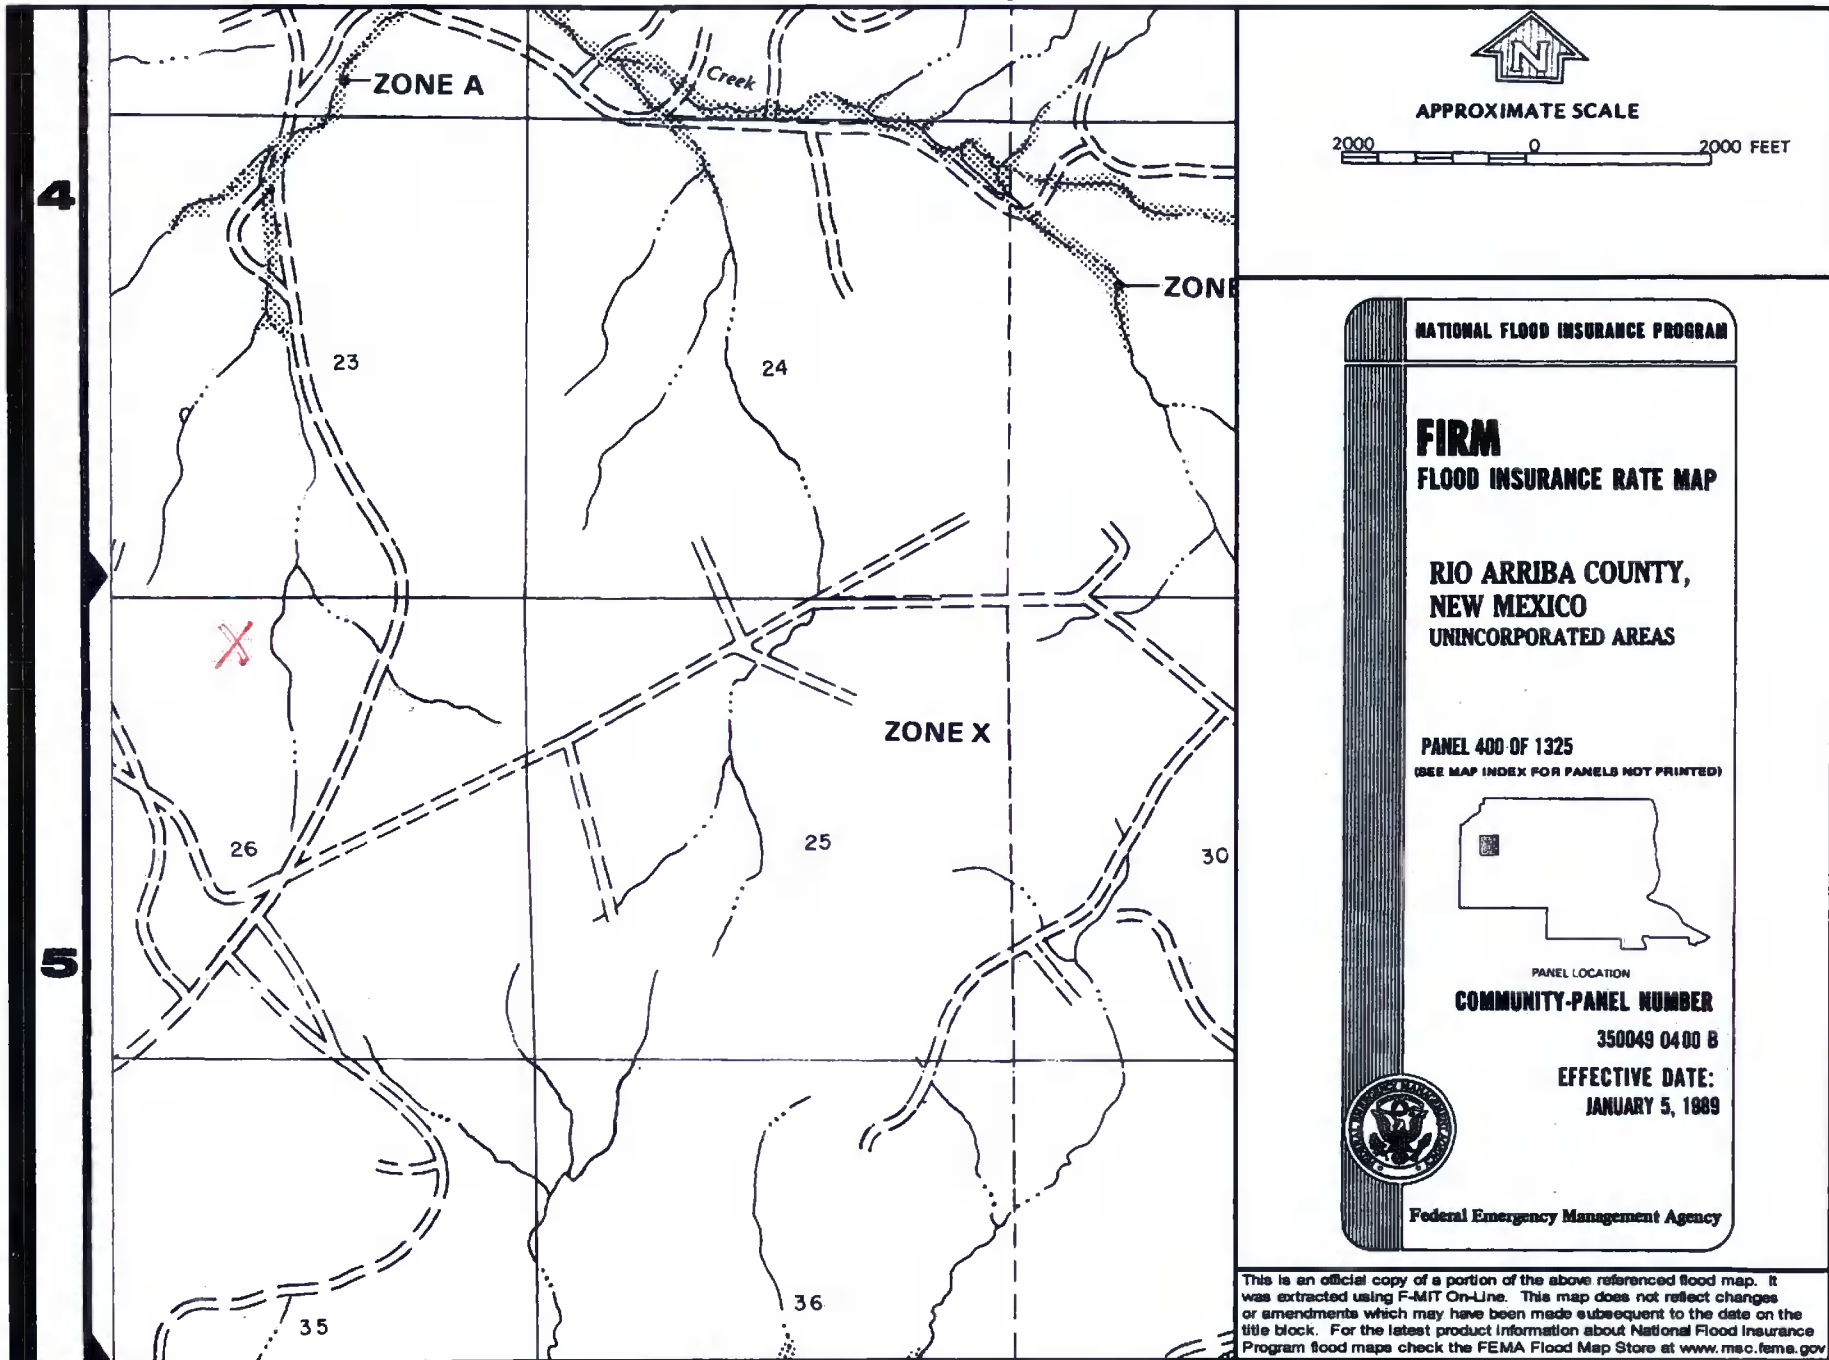 4
5
ZONE A
Creek
ZONE
23
24
ZONE X
26
25
30
35
36
N
APPROXIMATE SCALE
2000 0 2000 FEET
NATIONAL FLOOD INSURANCE PROGRAM
FIRM
FLOOD INSURANCE RATE MAP
RIO ARRIBA COUNTY,
NEW MEXICO
UNINCORPORATED AREAS
PANEL 400 OF 1325
(SEE MAP INDEX FOR PANELS NOT PRINTED)
PANEL LOCATION
COMMUNITY-PANEL NUMBER
350049 0400 B
EFFECTIVE DATE:
JANUARY 5, 1989
FEDERAL EMERGENCY MANAGEMENT AGENCY
Federal Emergency Management Agency
This is an official copy of a portion of the above referenced flood map. It
was extracted using F-MIT On-Line. This map does not reflect changes
or amendments which may have been made subsequent to the date on the
title block. For the latest product information about National Flood Insurance
Program flood maps check the FEMA Flood Map Store at www.msc.fema.gov